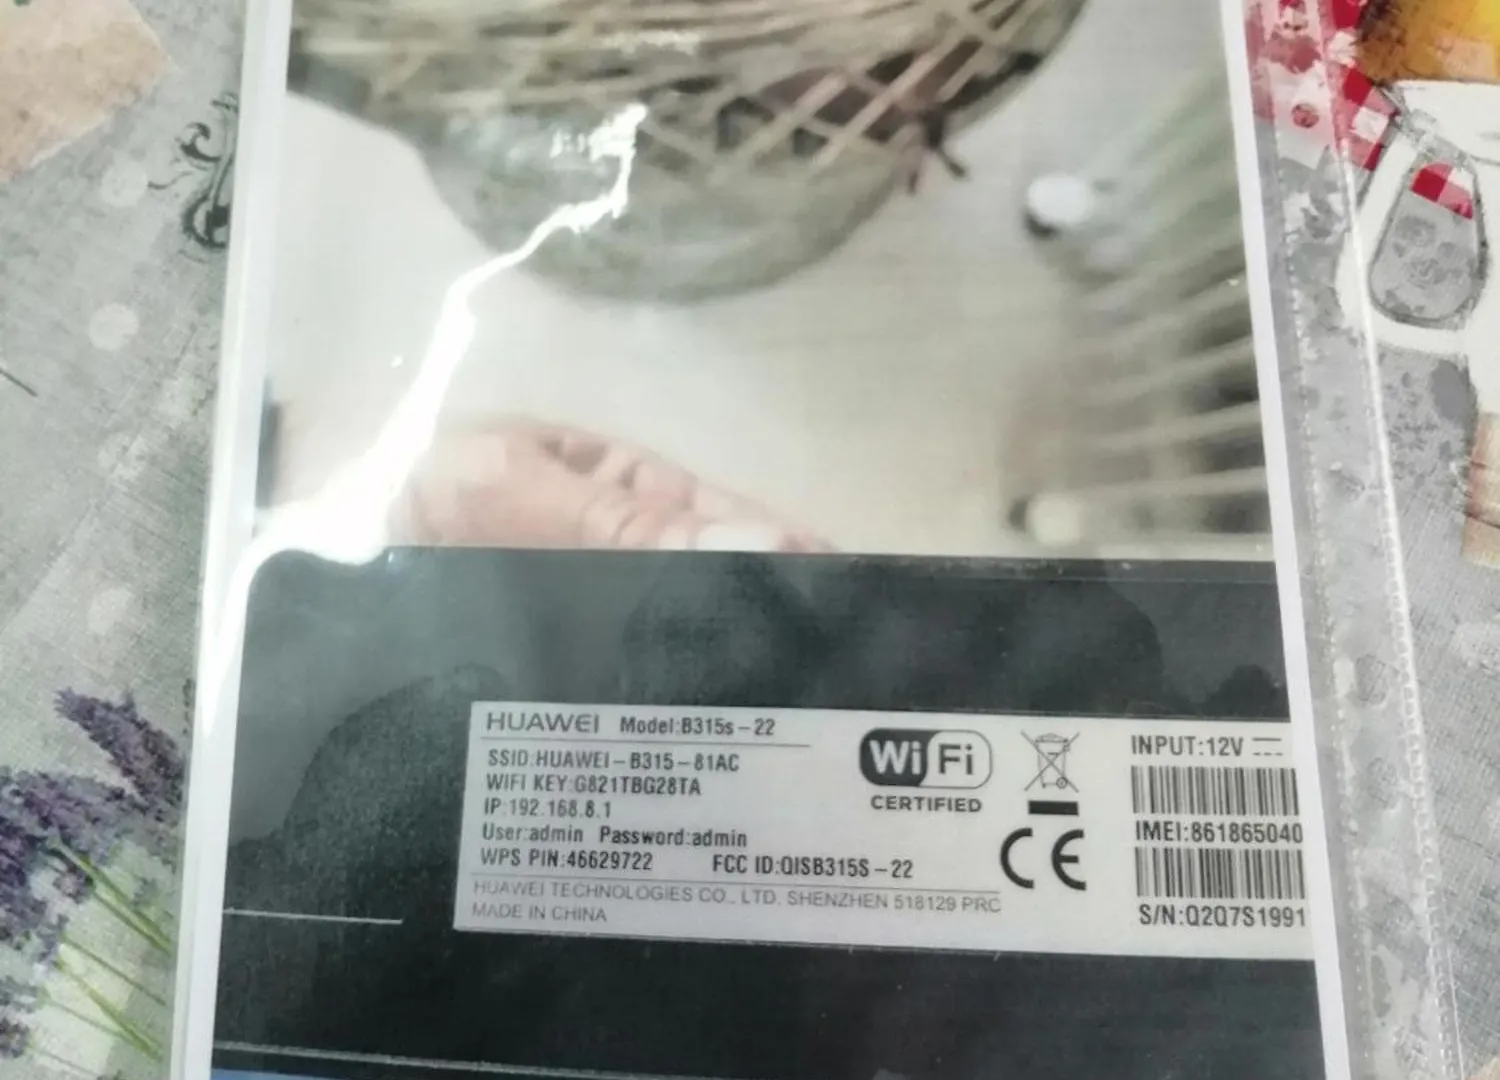 HUAWEI Model:B315s-22
SSID:HUAWEI-B315-81AC
WIFI KEY:G821TBG28TA
IP:192.168.8.1
User:admin Password:admin
WPS PIN:46629722 FCC ID:QISB315S-22
HUAWEI TECHNOLOGIES CO., LTD. SHENZHEN 518129 PRC
MADE IN CHINA
WiFi
CERTIFIED
CE
INPUT:12V
IMEI:861865040
S/N:Q2Q7S1991